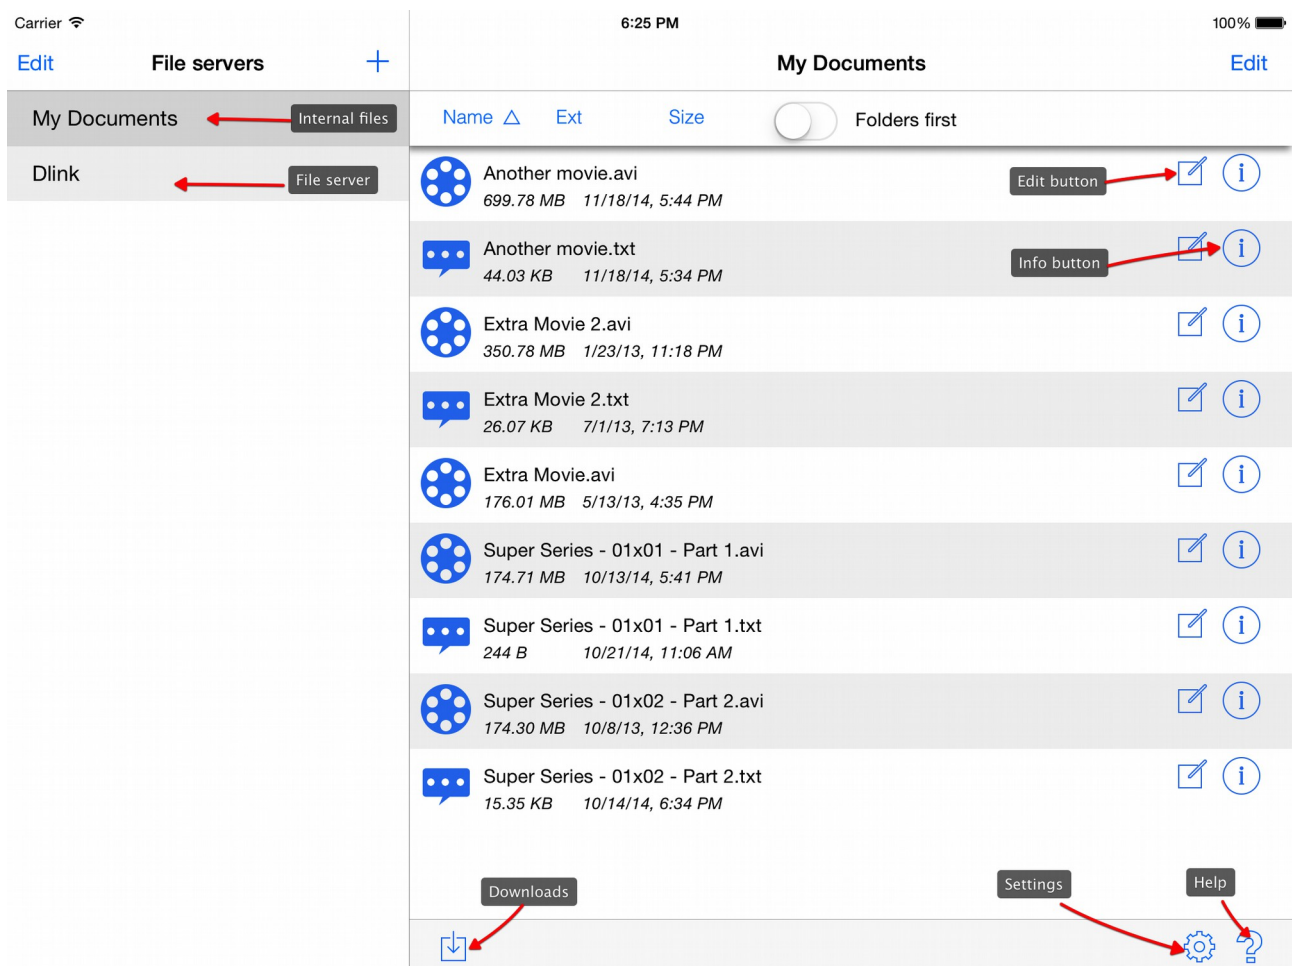 Carrier
6:25 PM
100%
Edit
File servers
My Documents
Edit
My Documents
Internal files
Dlink
File server
Name
Ext
Size
Folders first
Another movie.avi
699.78 MB 11/18/14, 5:44 PM
Edit button
Another movie.txt
44.03 KB 11/18/14, 5:34 PM
Info button
Extra Movie 2.avi
350.78 MB 1/23/13, 11:18 PM
Extra Movie 2.txt
26.07 KB 7/1/13, 7:13 PM
Extra Movie.avi
176.01 MB 5/13/13, 4:35 PM
Super Series - 01x01 - Part 1.avi
174.71 MB 10/13/14, 5:41 PM
Super Series - 01x01 - Part 1.txt
244 B 10/21/14, 11:06 AM
Super Series - 01x02 - Part 2.avi
174.30 MB 10/8/13, 12:36 PM
Super Series - 01x02 - Part 2.txt
15.35 KB 10/14/14, 6:34 PM
Downloads
Settings
Help